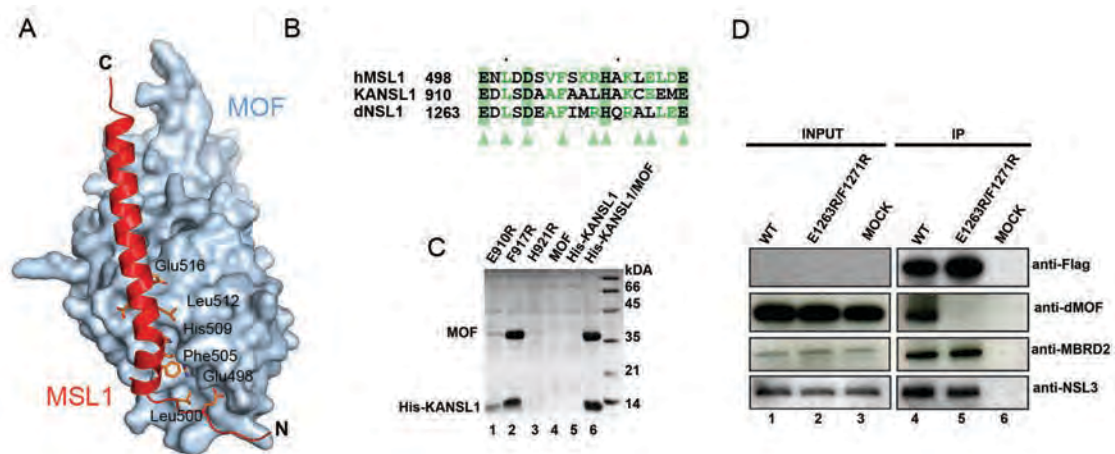 A
C
MOF
Glu516
Leu512
His509
Phe505
Glu498
MSL1
Leu500
N
B
hMSL1 498 ENLDDSVFSKRHAKLELDE
KANSL1 910 EDLSDAAFAALHAKCEEME
dNSL1 1263 EDLSDEAFIMRHQRALLEE
C
E910R
F917R
H921R
MOF
His-KANSL1
His-KANSL1/MOF
kDA
66
45
MOF
35
21
His-KANSL1
14
1 2 3 4 5 6
D
INPUT IP
WT E1263R/F1271R MOCK WT E1263R/F1271R MOCK
anti-Flag
anti-dMOF
anti-MBRD2
anti-NSL3
1 2 3 4 5 6